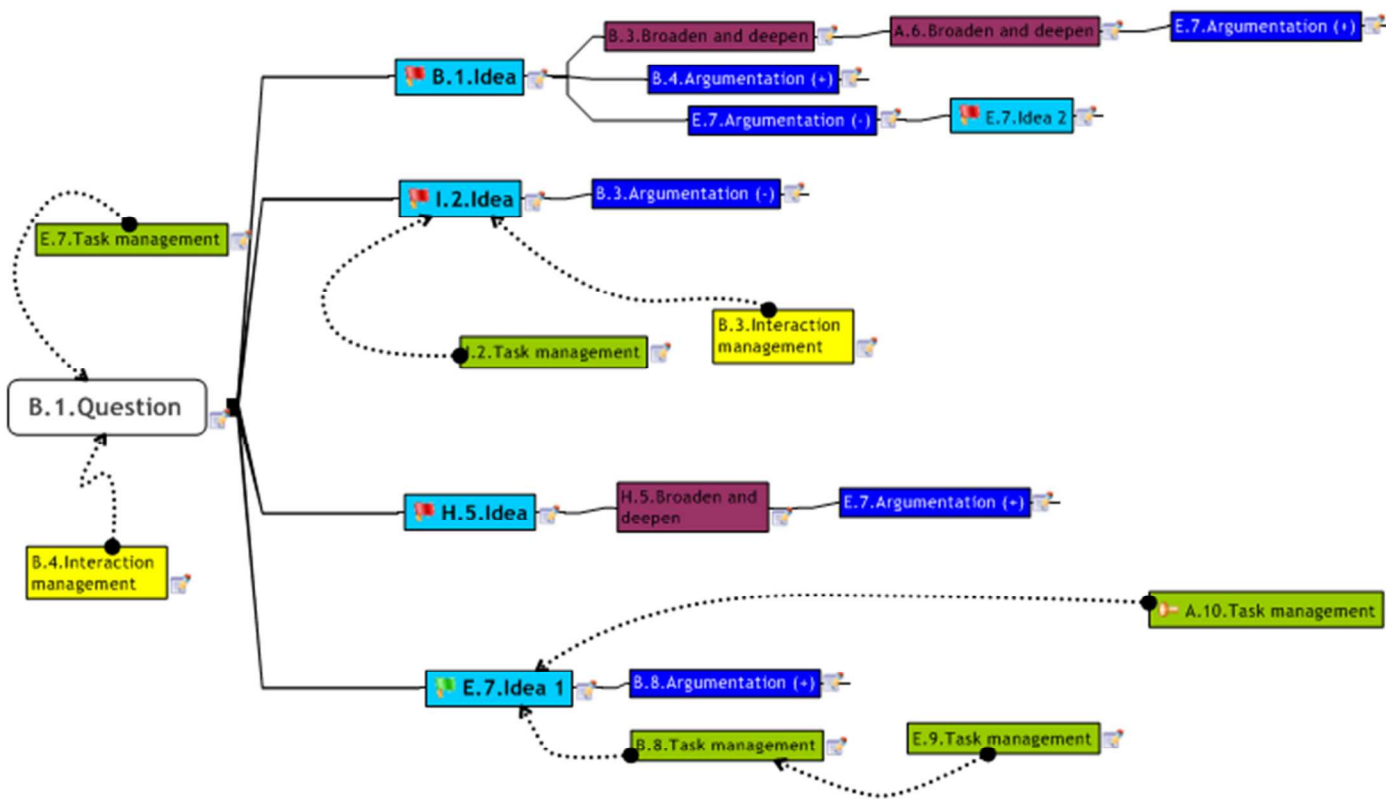 B.3.Broaden and deepen
A.6.Broaden and deepen
E.7.Argumentation (+)
B.1.Idea
B.4.Argumentation (+)
E.7.Argumentation (-)
E.7.Idea 2
I.2.Idea
B.3.Argumentation (-)
E.7.Task management
B.3.Interaction
management
I.2.Task management
B.1.Question
H.5.Idea
H.5.Broaden and
deepen
E.7.Argumentation (+)
B.4.Interaction
management
A.10.Task management
E.7.Idea 1
B.8.Argumentation (+)
B.8.Task management
E.9.Task management